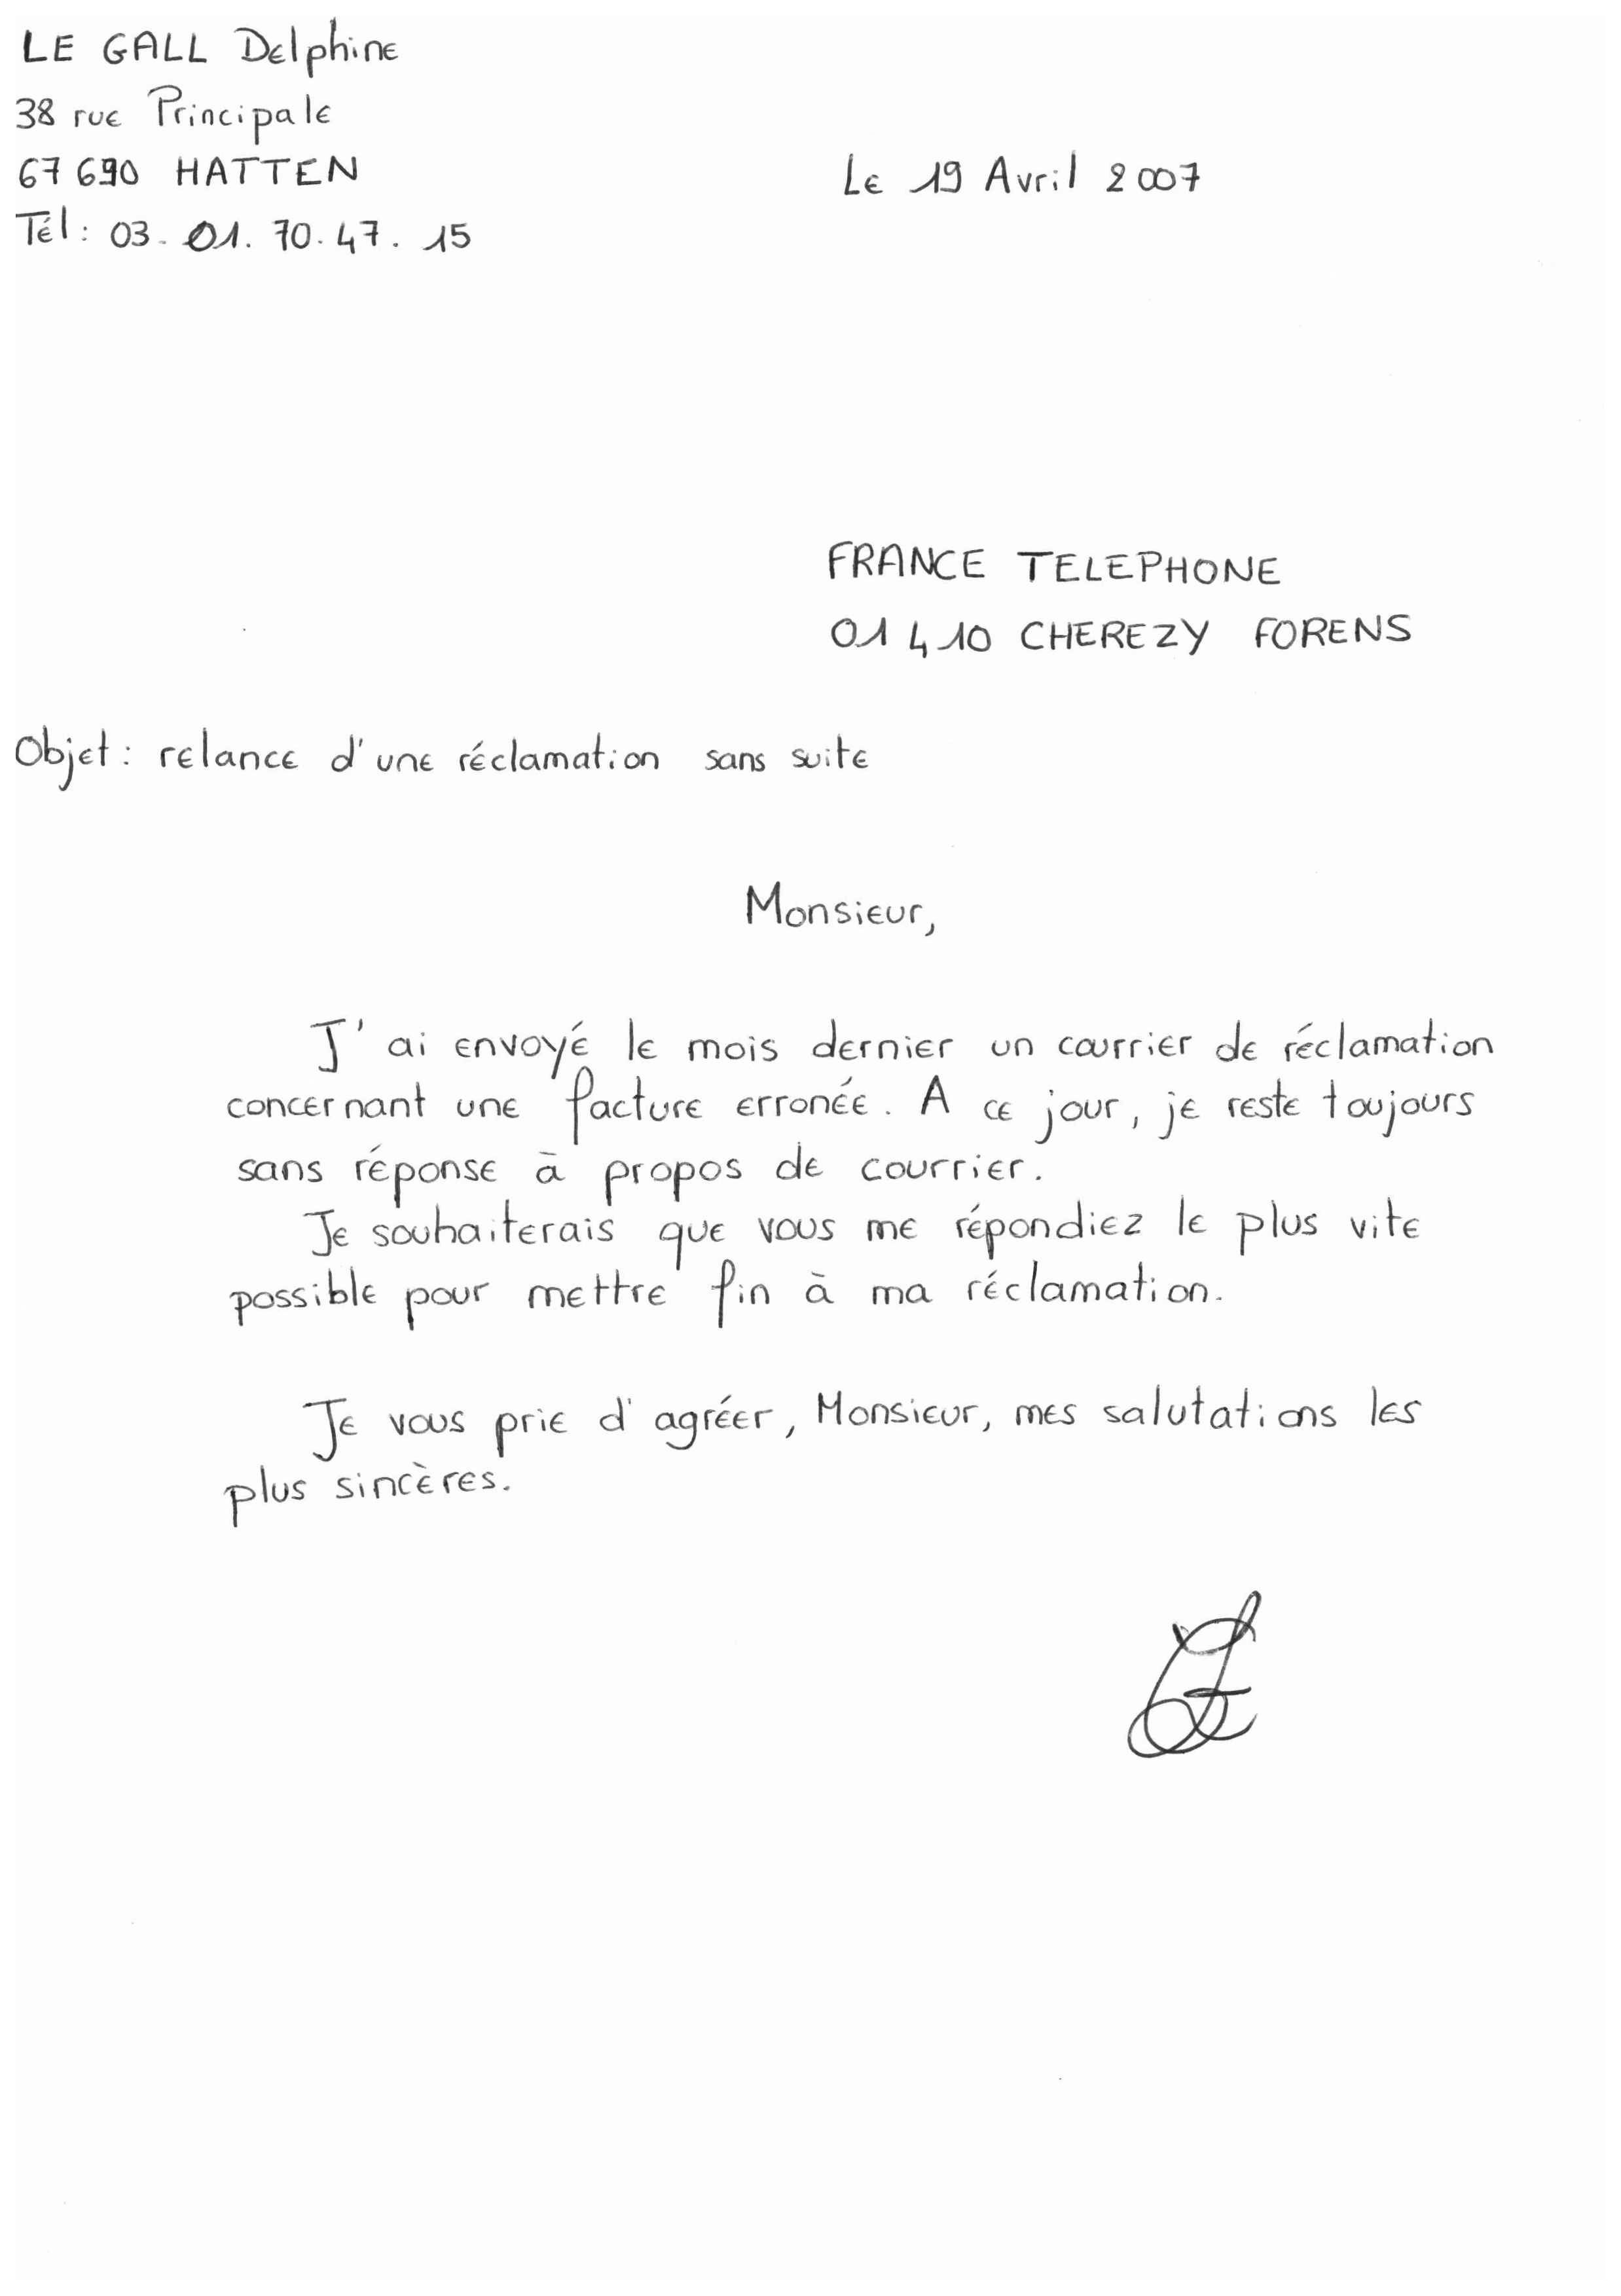 LE GALL Delphine
38 rue Principale
67 690 HATTEN
Le 19 Avril 2007
Tél : 03. 01. 70. 47. 15
FRANCE TELEPHONE
01 410 CHEREZY FORENS
Objet : relance d'une réclamation sans suite
Monsieur,
J'ai envoyé le mois dernier un courrier de réclamation
concernant une facture erronée. A ce jour, je reste toujours
sans réponse à propos de courrier.
Je souhaiterais que vous me répondiez le plus vite
possible pour mettre fin à ma réclamation.
Je vous prie d'agréer, Monsieur, mes salutations les
plus sincères.